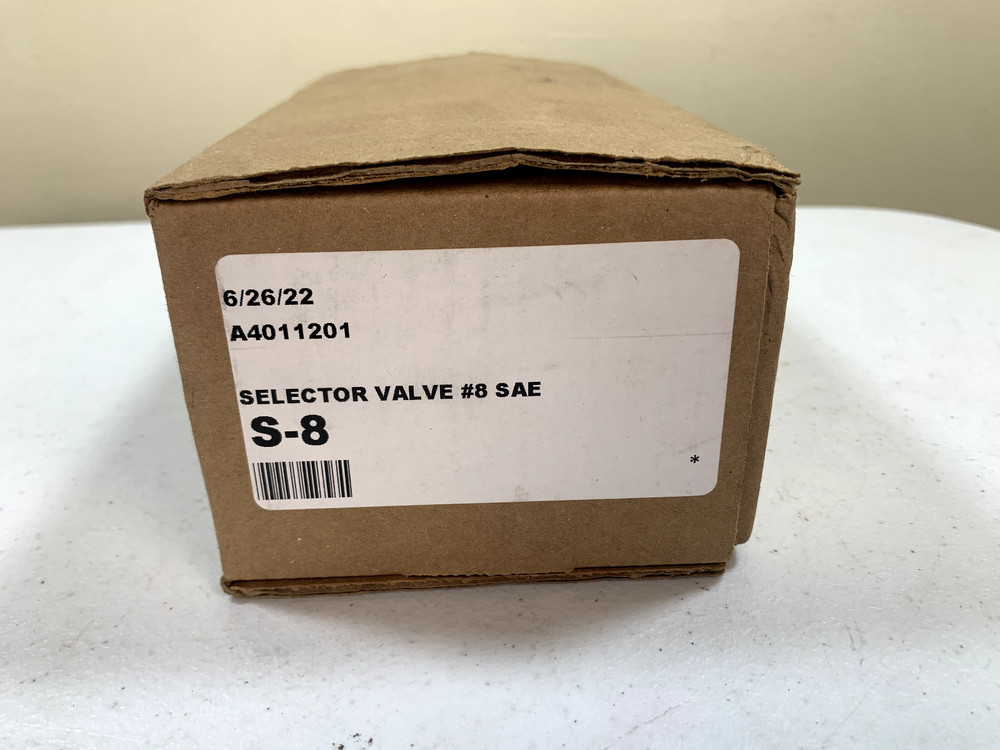 6/26/22
A4011201
SELECTOR VALVE #8 SAE
S-8
*